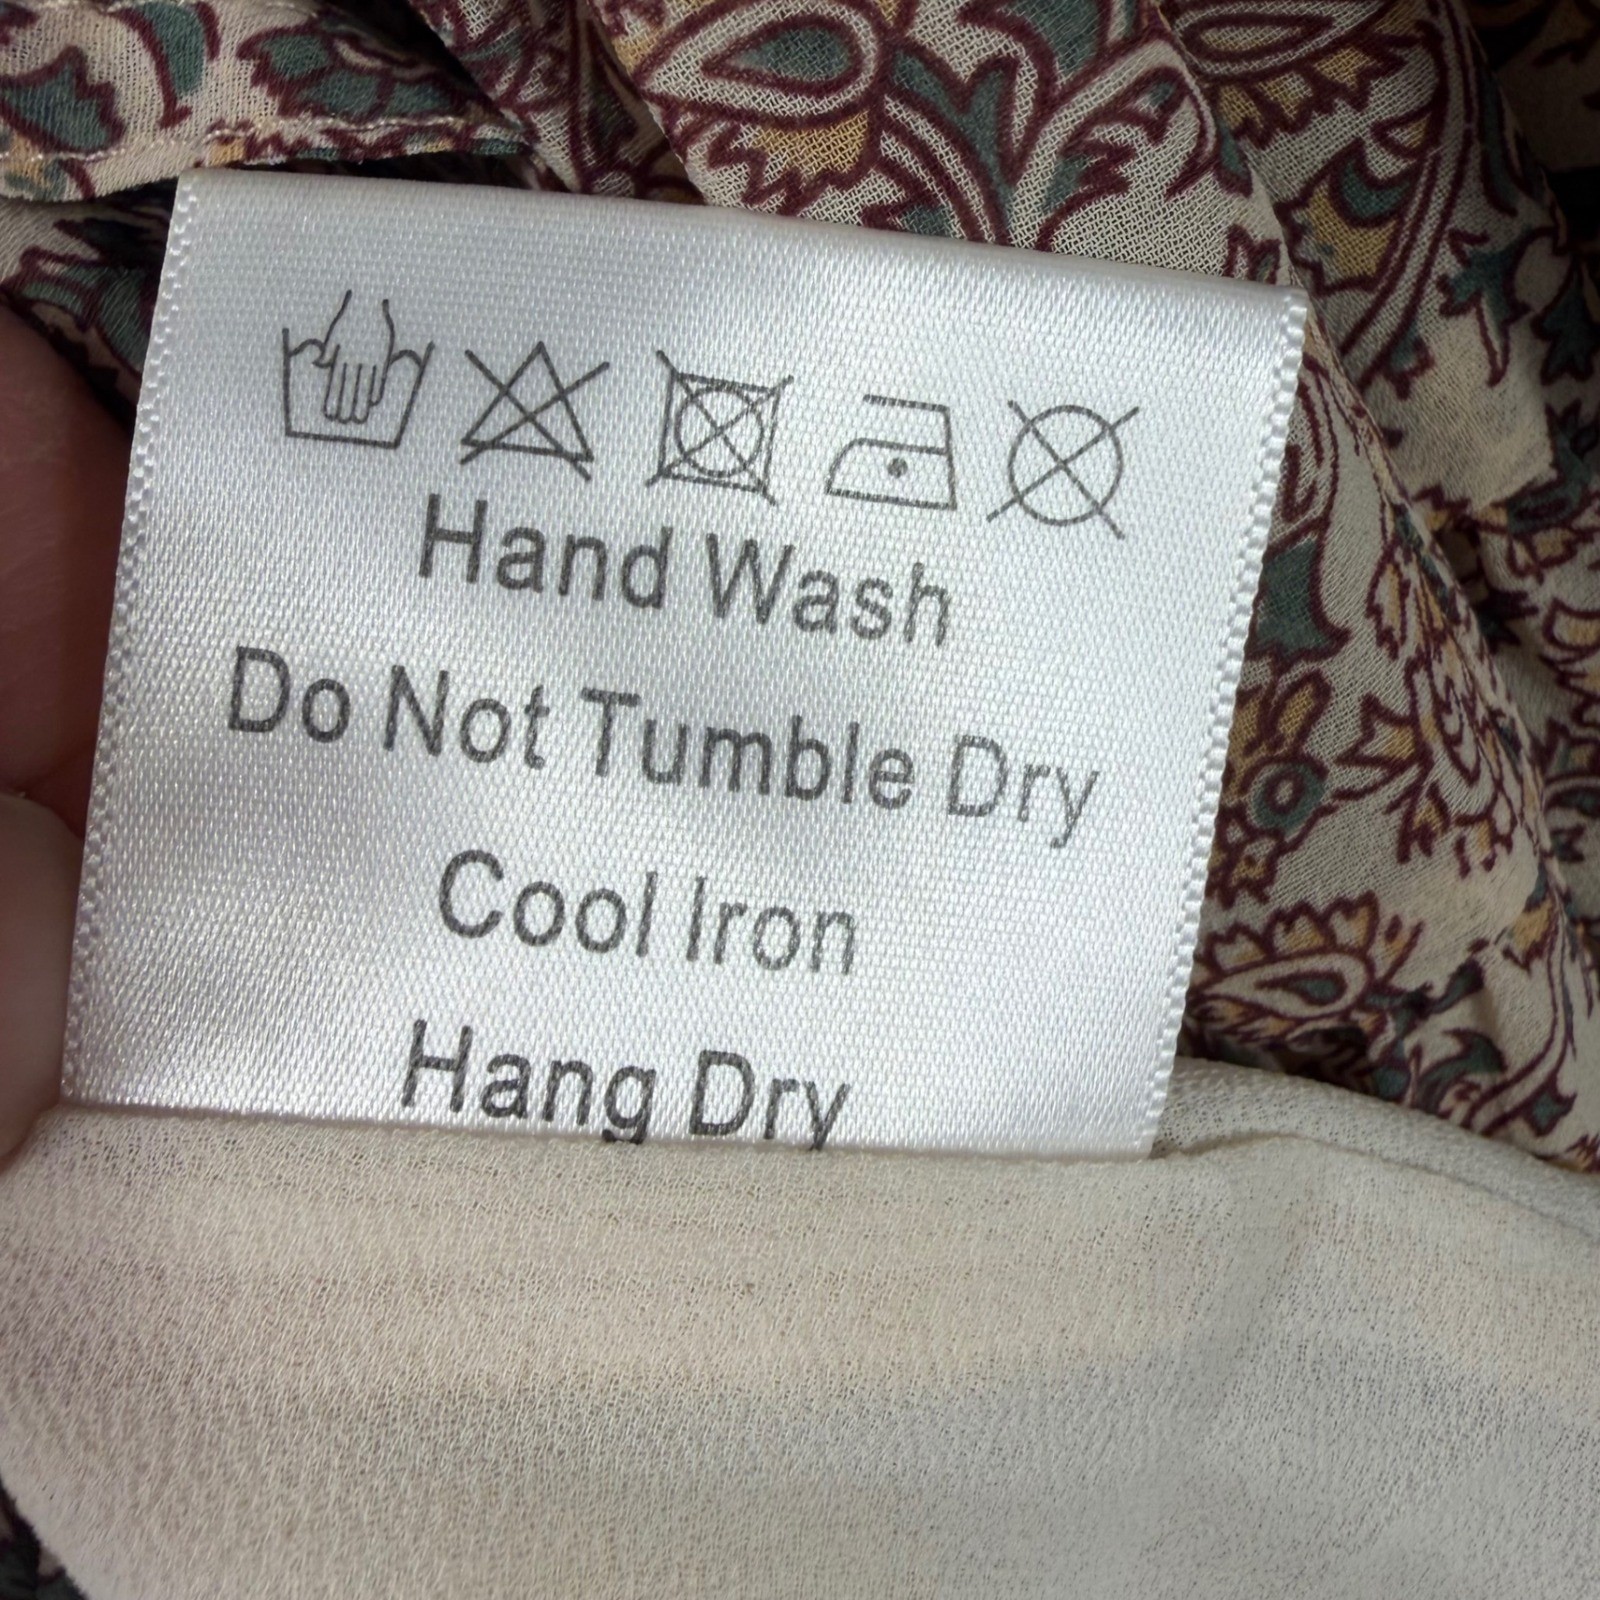 Hand Wash
Do Not Tumble Dry
Cool Iron
Hang Dry